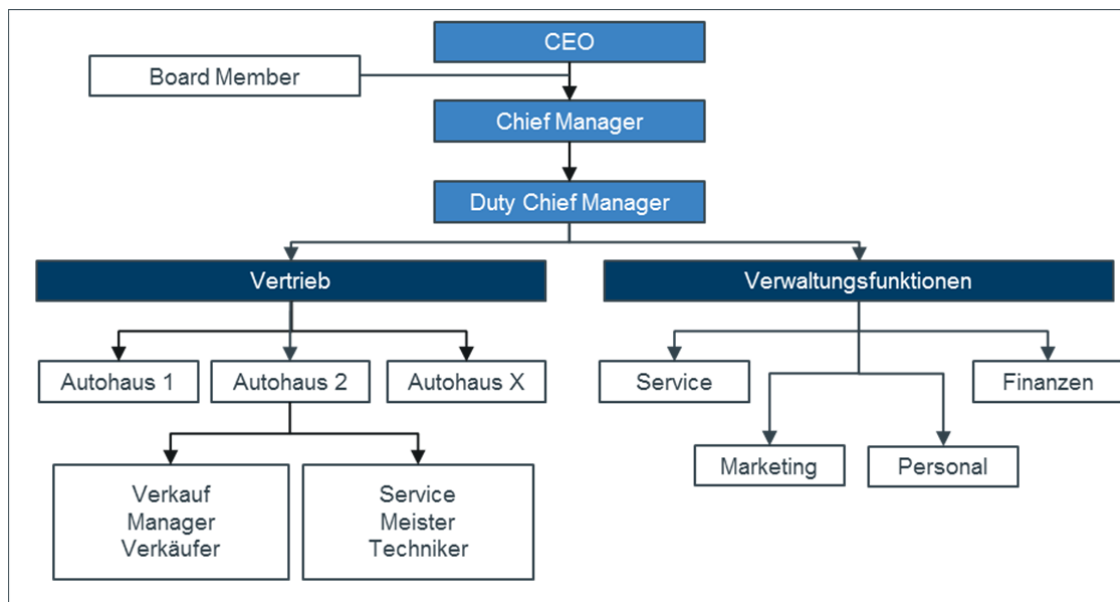 CEO
Board Member
Chief Manager
Duty Chief Manager
Vertrieb
Verwaltungsfunktionen
Autohaus 1
Autohaus 2
Autohaus X
Service
Finanzen
Marketing
Personal
Verkauf
Manager
Verkäufer
Service
Meister
Techniker